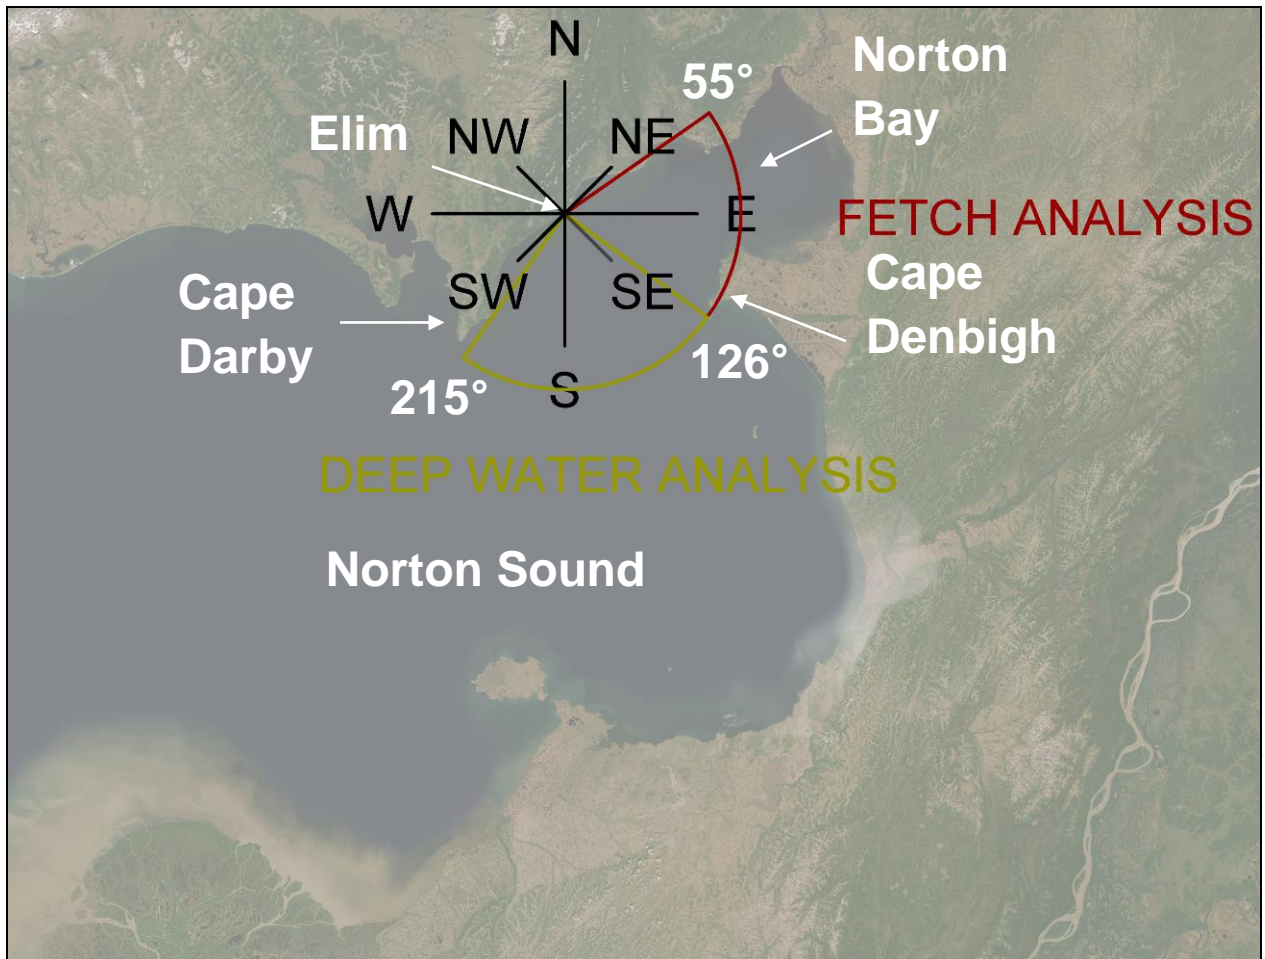 N
Norton
Bay
55°
Elim
NW
NE
W
E
FETCH ANALYSIS
Cape
Darby
SW
SE
Cape
Denbigh
126°
215°
S
DEEP WATER ANALYSIS
Norton Sound